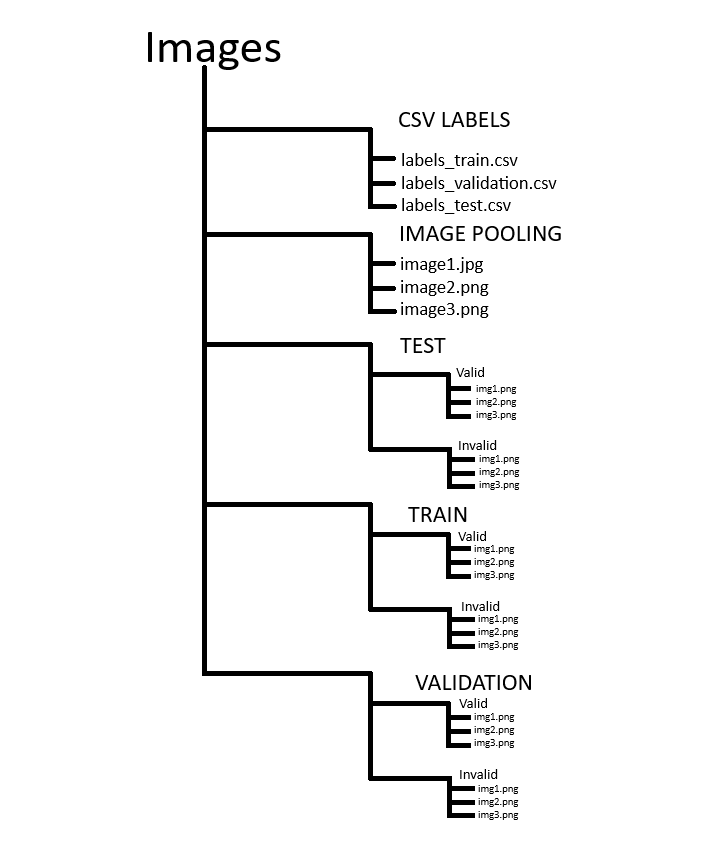 Images
CSV LABELS
labels_train.csv
labels_validation.csv
labels_test.csv
IMAGE POOLING
image1.jpg
image2.png
image3.png
TEST
Valid
img1.png
img2.png
img3.png
Invalid
img1.png
img2.png
img3.png
TRAIN
Valid
img1.png
img2.png
img3.png
Invalid
img1.png
img2.png
img3.png
VALIDATION
Valid
img1.png
img2.png
img3.png
Invalid
img1.png
img2.png
img3.png